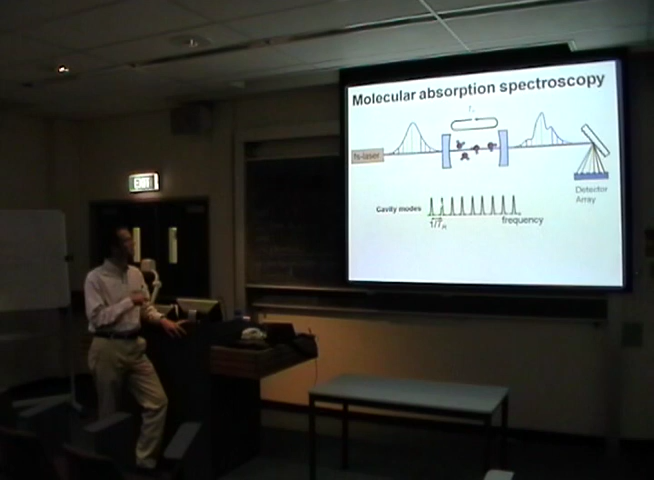 Molecular absorption spectroscopy
fs-laser
Detector
Array
Cavity modes
frequency
EXIT